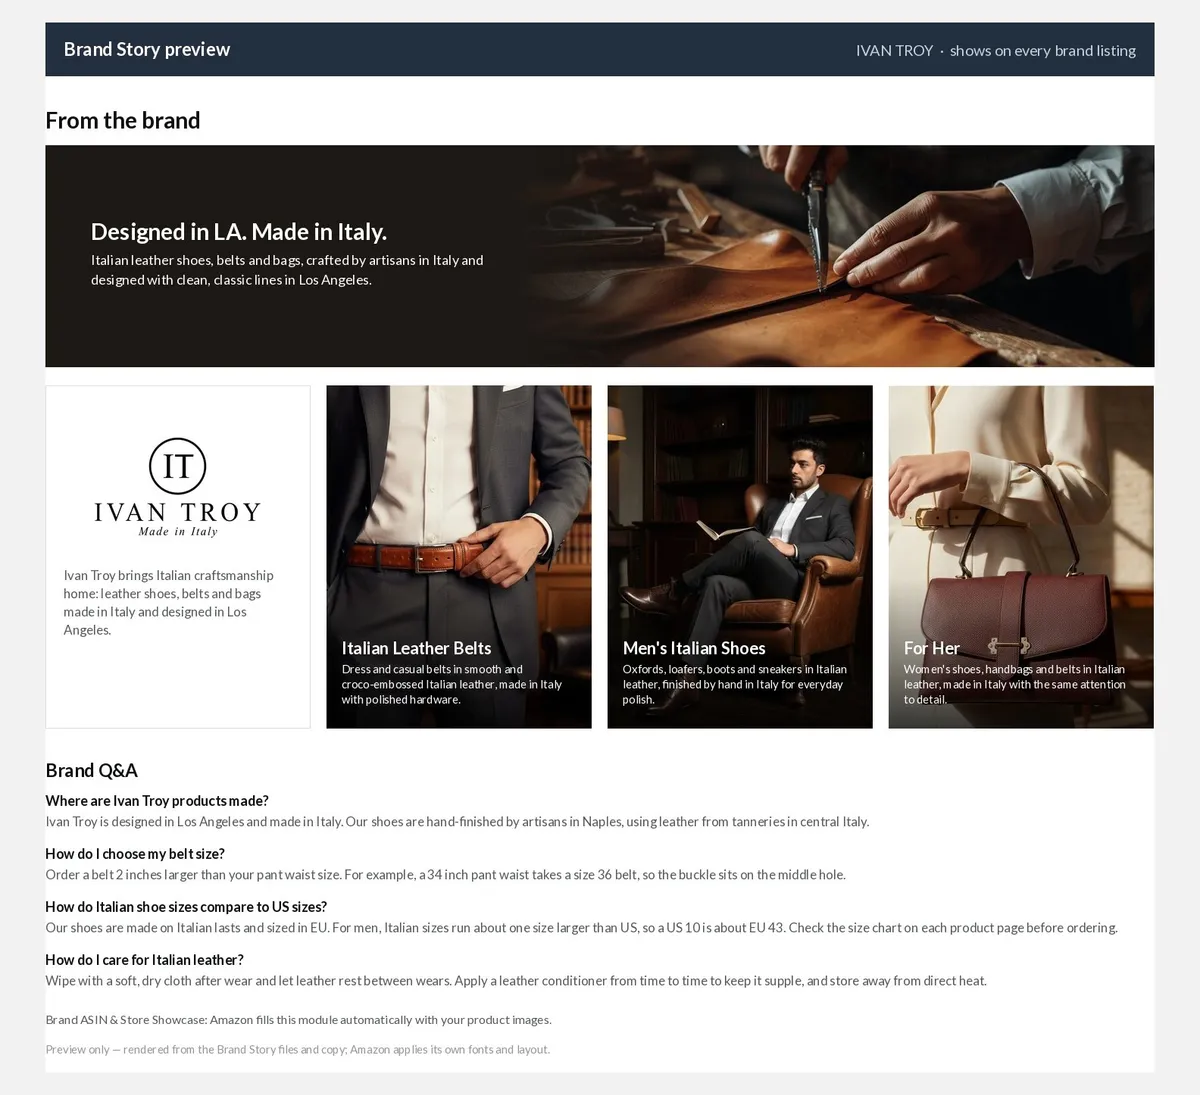 Brand Story preview
IVAN TROY · shows on every brand listing
From the brand
Designed in LA. Made in Italy.
Italian leather shoes, belts and bags, crafted by artisans in Italy and
designed with clean, classic lines in Los Angeles.
IT
IVAN TROY
Made in Italy
Ivan Troy brings Italian craftsmanship
home: leather shoes, belts and bags
made in Italy and designed in Los
Angeles.
Italian Leather Belts
Dress and casual belts in smooth and
croco-embossed Italian leather, made in Italy
with polished hardware.
Men's Italian Shoes
Oxfords, loafers, boots and sneakers in Italian
leather, finished by hand in Italy for everyday
polish.
For Her
Women's shoes, handbags and belts in Italian
leather, made in Italy with the same attention
to detail.
Brand Q&A
Where are Ivan Troy products made?
Ivan Troy is designed in Los Angeles and made in Italy. Our shoes are hand-finished by artisans in Naples, using leather from tanneries in central Italy.
How do I choose my belt size?
Order a belt 2 inches larger than your pant waist size. For example, a 34 inch pant waist takes a size 36 belt, so the buckle sits on the middle hole.
How do Italian shoe sizes compare to US sizes?
Our shoes are made on Italian lasts and sized in EU. For men, Italian sizes run about one size larger than US, so a US 10 is about EU 43. Check the size chart on each product page before ordering.
How do I care for Italian leather?
Wipe with a soft, dry cloth after wear and let leather rest between wears. Apply a leather conditioner from time to time to keep it supple, and store away from direct heat.
Brand ASIN & Store Showcase: Amazon fills this module automatically with your product images.
Preview only — rendered from the Brand Story files and copy; Amazon applies its own fonts and layout.